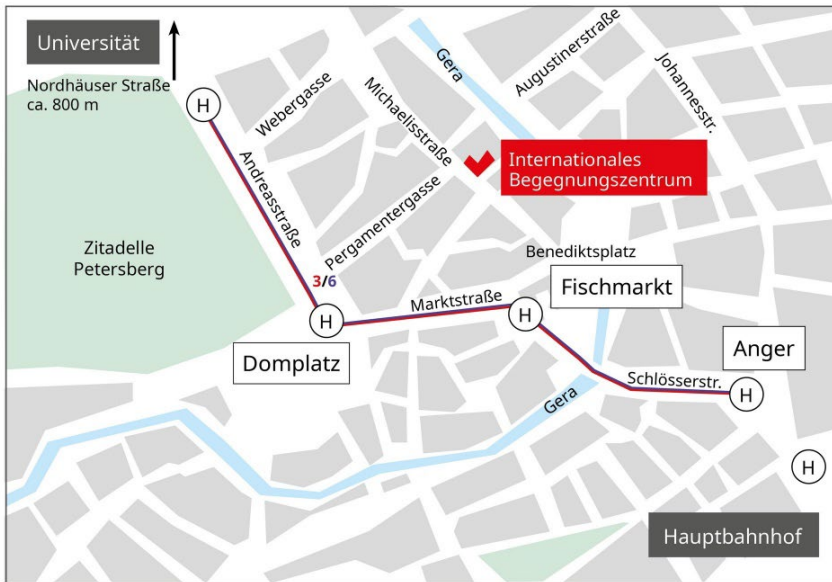 Universität
Nordhäuser Straße
ca. 800 m
H
Webergasse
Andreasstraße
Michaelisstraße
Gera
Augustinerstraße
Johannesstr.
Internationales
Begegnungszentrum
Pergamentergasse
Zitadelle
Petersberg
3/6
H
Domplatz
Marktstraße
Benediktsplatz
Fischmarkt
H
Anger
Schlösserstr.
H
Gera
H
Hauptbahnhof